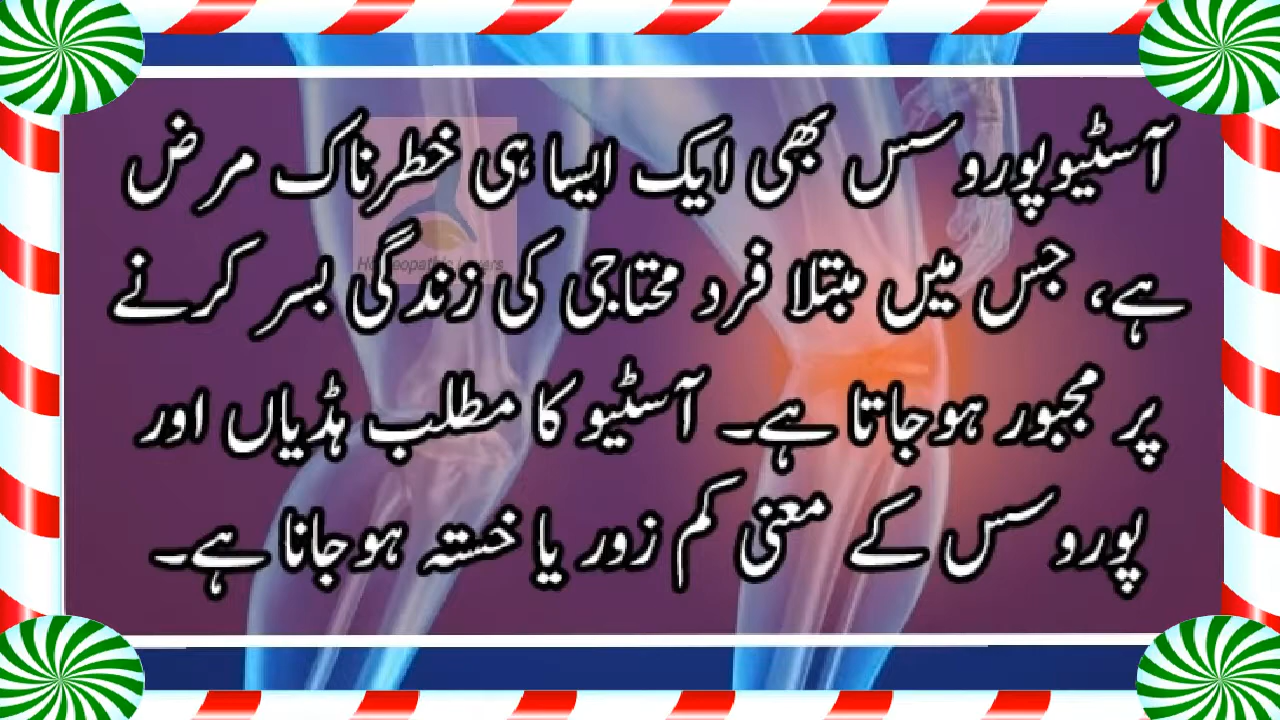 آسٹیوپوروسس بھی ایک ایسا ہی خطرناک مرض
ہے، جس میں مبتلا فرد محتاجی کی زندگی بسر کرنے
پر مجبور ہوجاتا ہے۔ آسٹیو کا مطلب ہڈیاں اور
پوروسس کے معنی کم زور یا خستہ ہوجانا ہے۔